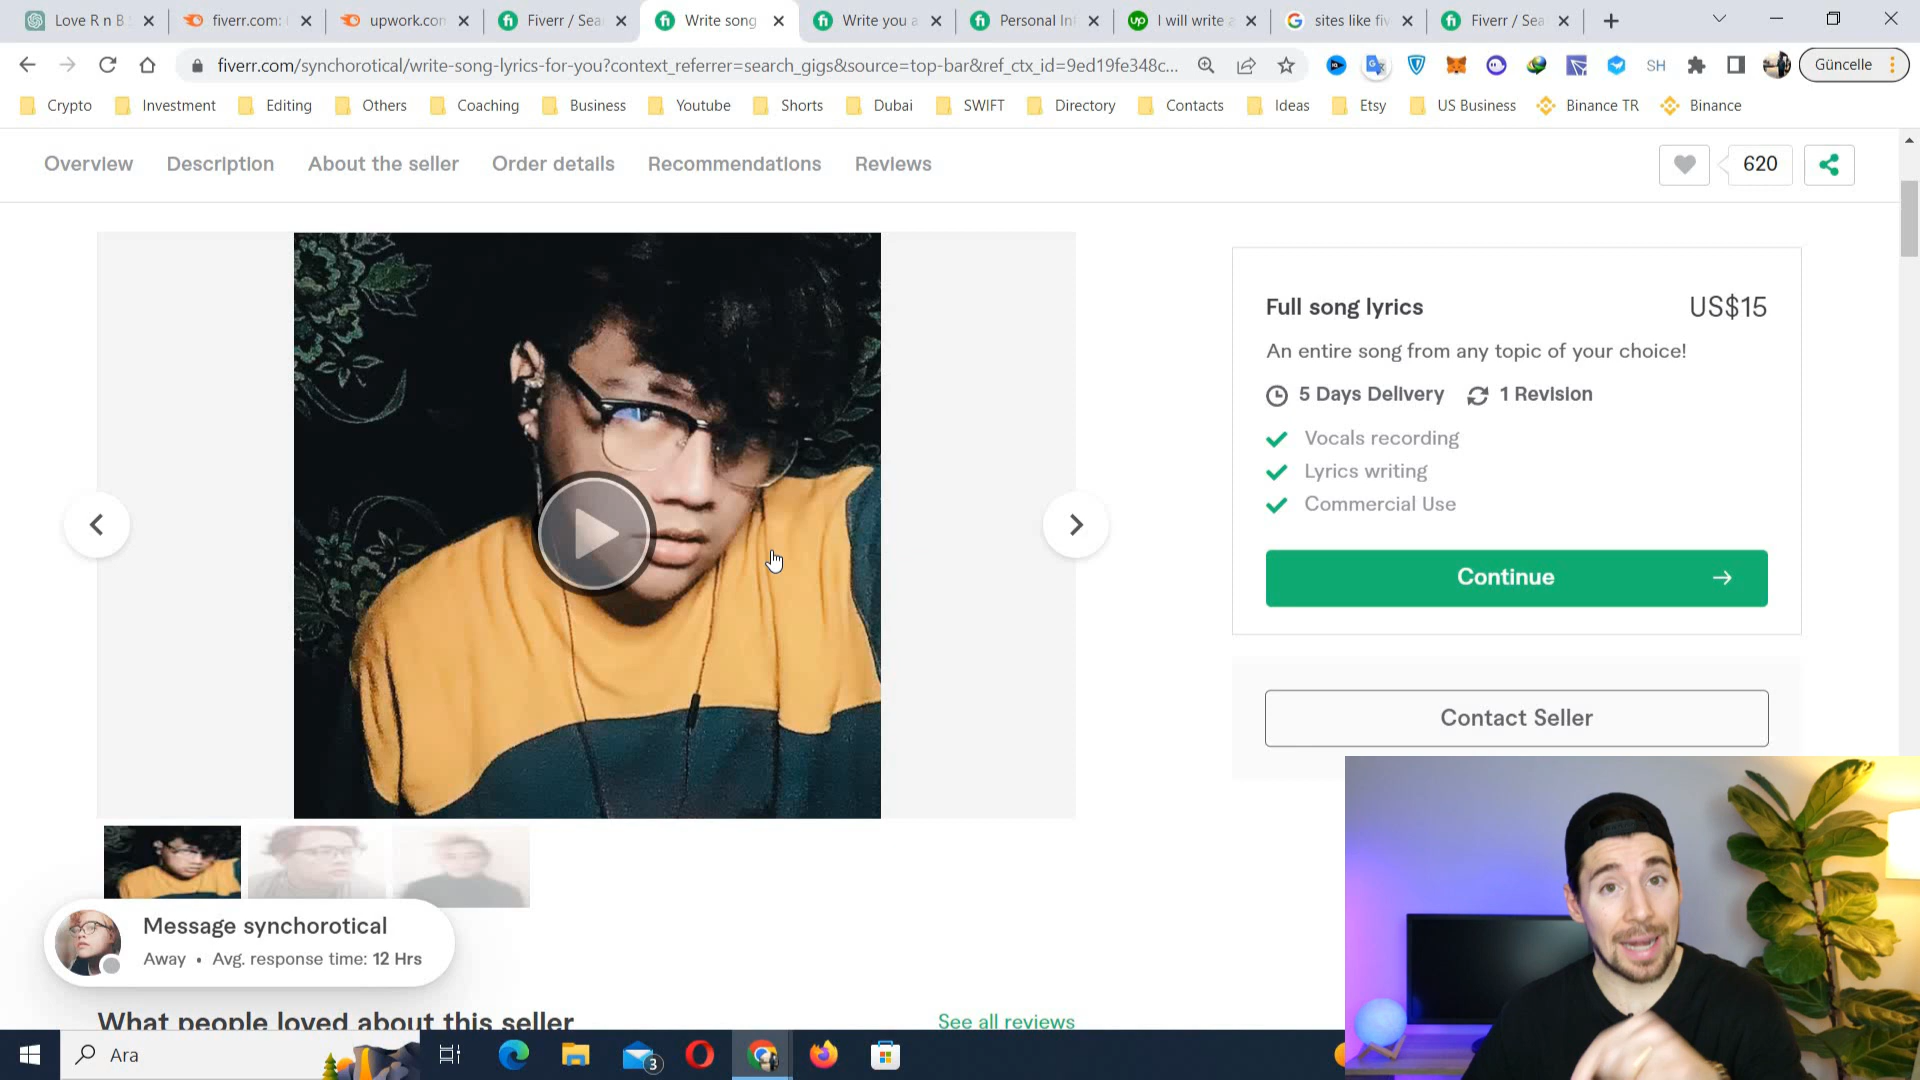 Love R n B
fiverr.com:
upwork.con
Fiverr / Sea
Write song
Write you a
Personal In
I will write a
sites like fiv
Fiverr / Sea
fiverr.com/synchorotical/write-song-lyrics-for-you?context_referrer=search_gigs&source=top-bar&ref_ctx_id=9ed19fe348c...
SH
Güncelle
Crypto
Investment
Editing
Others
Coaching
Business
Youtube
Shorts
Dubai
SWIFT
Directory
Contacts
Ideas
Etsy
US Business
Binance TR
Binance
Overview
Description
About the seller
Order details
Recommendations
Reviews
620
Full song lyrics
US$15
An entire song from any topic of your choice!
5 Days Delivery
1 Revision
Vocals recording
Lyrics writing
Commercial Use
Continue
Contact Seller
Message synchorotical
Away • Avg. response time: 12 Hrs
What people loved about this seller
See all reviews
Ara
3